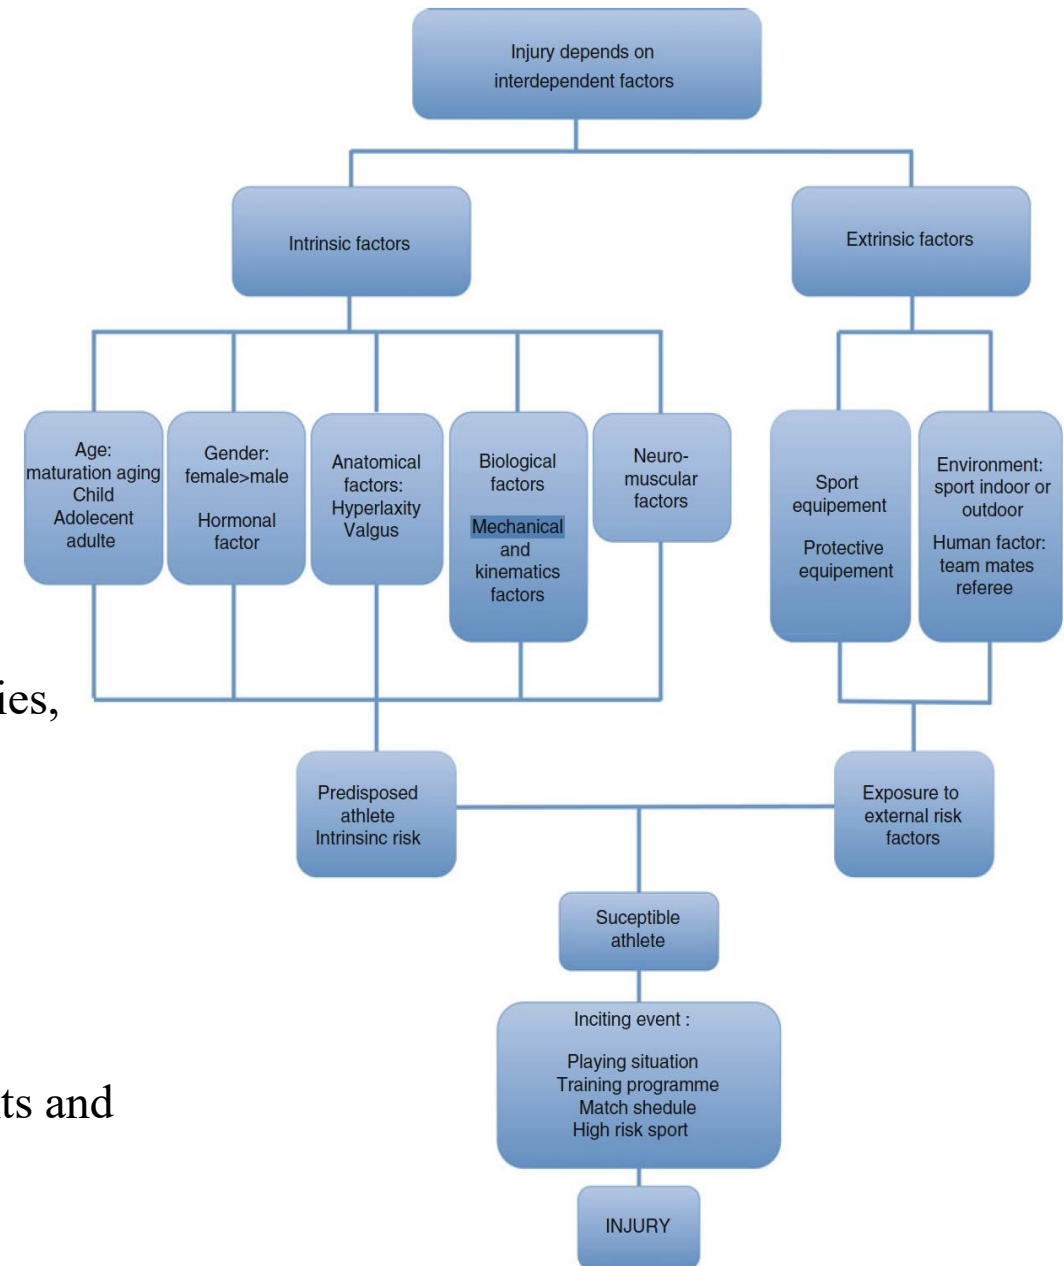 Injury depends on
interdependent factors
Intrinsic factors
Extrinsic factors
Age:
maturation aging
Child
Adolecent
adulte
Gender:
female>male
Hormonal
factor
Anatomical
factors:
Hyperlaxity
Valgus
Biological
factors
Mechanical
and
kinematics
factors
Neuro-
muscular
factors
Sport
equipement
Protective
equipement
Environment:
sport indoor or
outdoor
Human factor:
team mates
referee
ies,
Predisposed
athlete
Intrinsinc risk
Exposure to
external risk
factors
Suceptible
athlete
Inciting event :
Playing situation
Training programme
Match shedule
High risk sport
ts and
INJURY